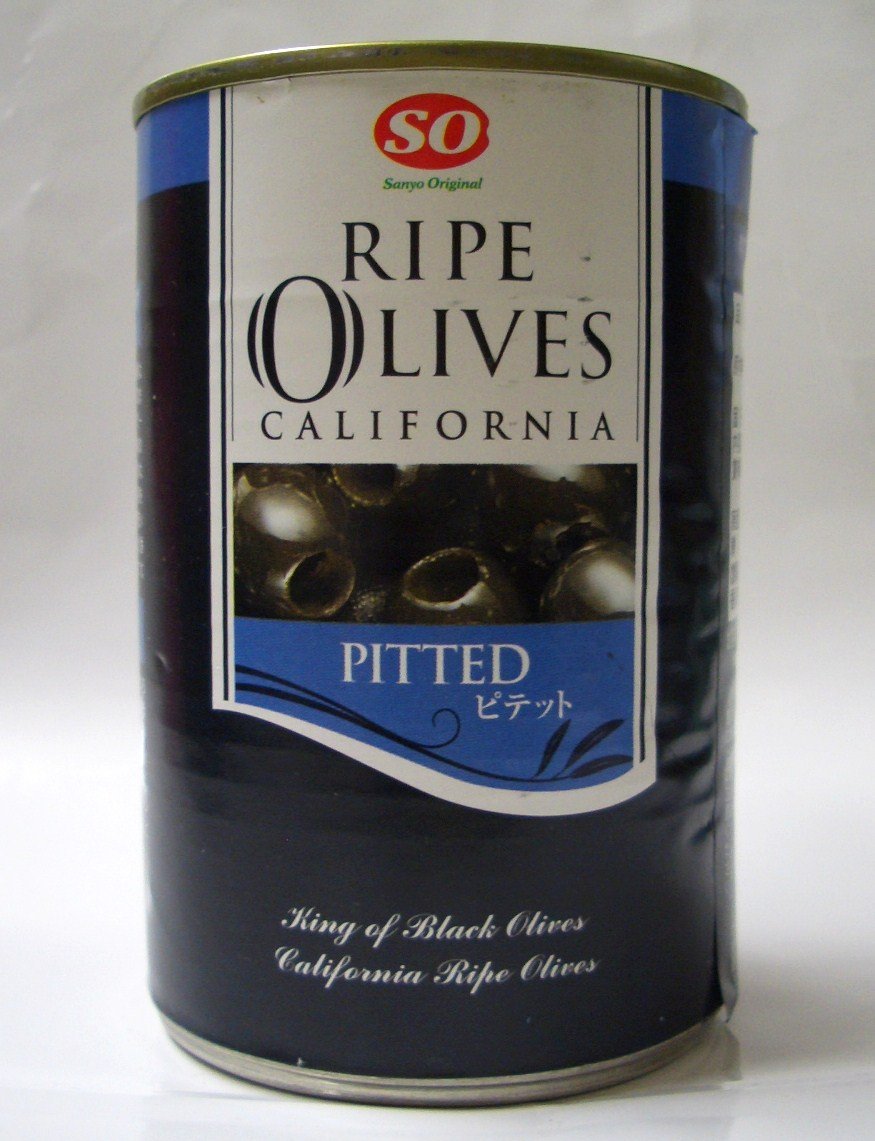 SO
Sanyo Original
RIPE
OLIVES
CALIFORNIA
PITTED
ピテット
King of Black Olives
California Ripe Olives